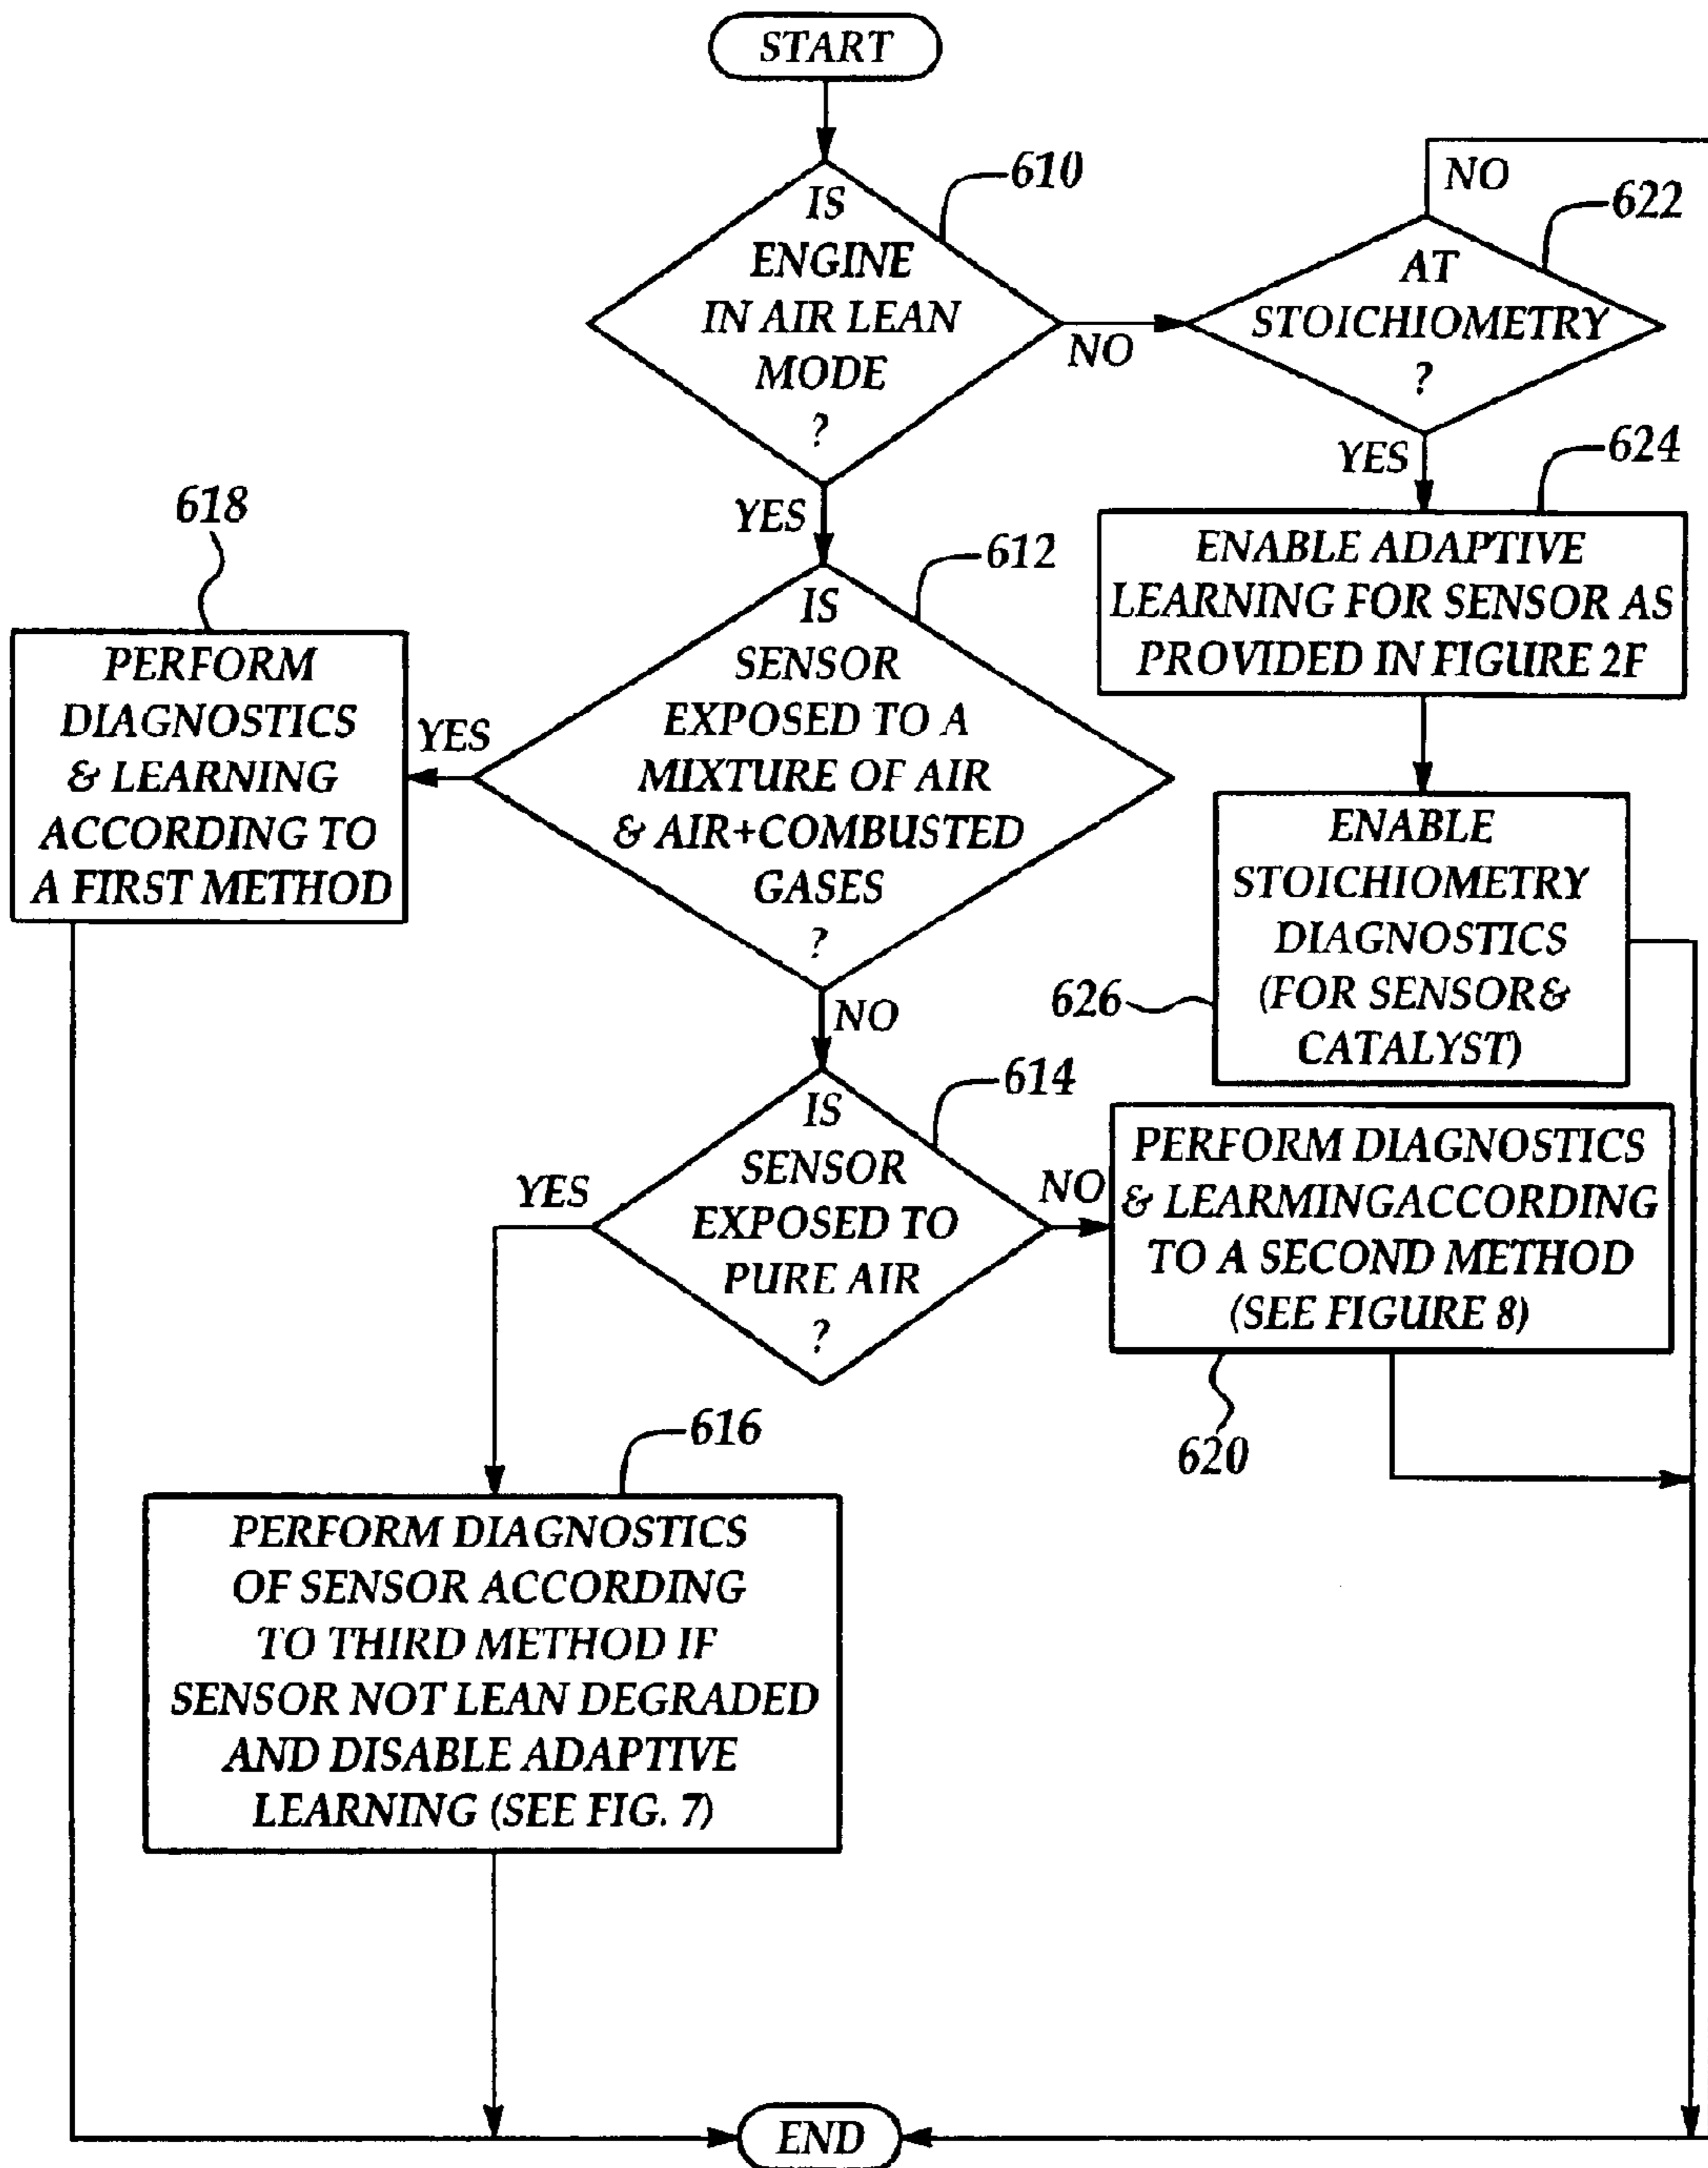 START
610
IS
ENGINE
IN AIR LEAN
MODE
?
NO
YES
NO
622
AT
STOICHIOMETRY
?
YES
624
ENABLE ADAPTIVE
LEARNING FOR SENSOR AS
PROVIDED IN FIGURE 2F
618
PERFORM
DIAGNOSTICS
& LEARNING
ACCORDING TO
A FIRST METHOD
YES
612
IS
SENSOR
EXPOSED TO A
MIXTURE OF AIR
& AIR+COMBUSTED
GASES
?
NO
ENABLE
STOICHIOMETRY
DIAGNOSTICS
(FOR SENSOR&
CATALYST)
626
614
IS
SENSOR
EXPOSED TO
PURE AIR
?
YES
NO
PERFORM DIAGNOSTICS
& LEARMINGACCORDING
TO A SECOND METHOD
(SEE FIGURE 8)
620
616
PERFORM DIAGNOSTICS
OF SENSOR ACCORDING
TO THIRD METHOD IF
SENSOR NOT LEAN DEGRADED
AND DISABLE ADAPTIVE
LEARNING (SEE FIG. 7)
END